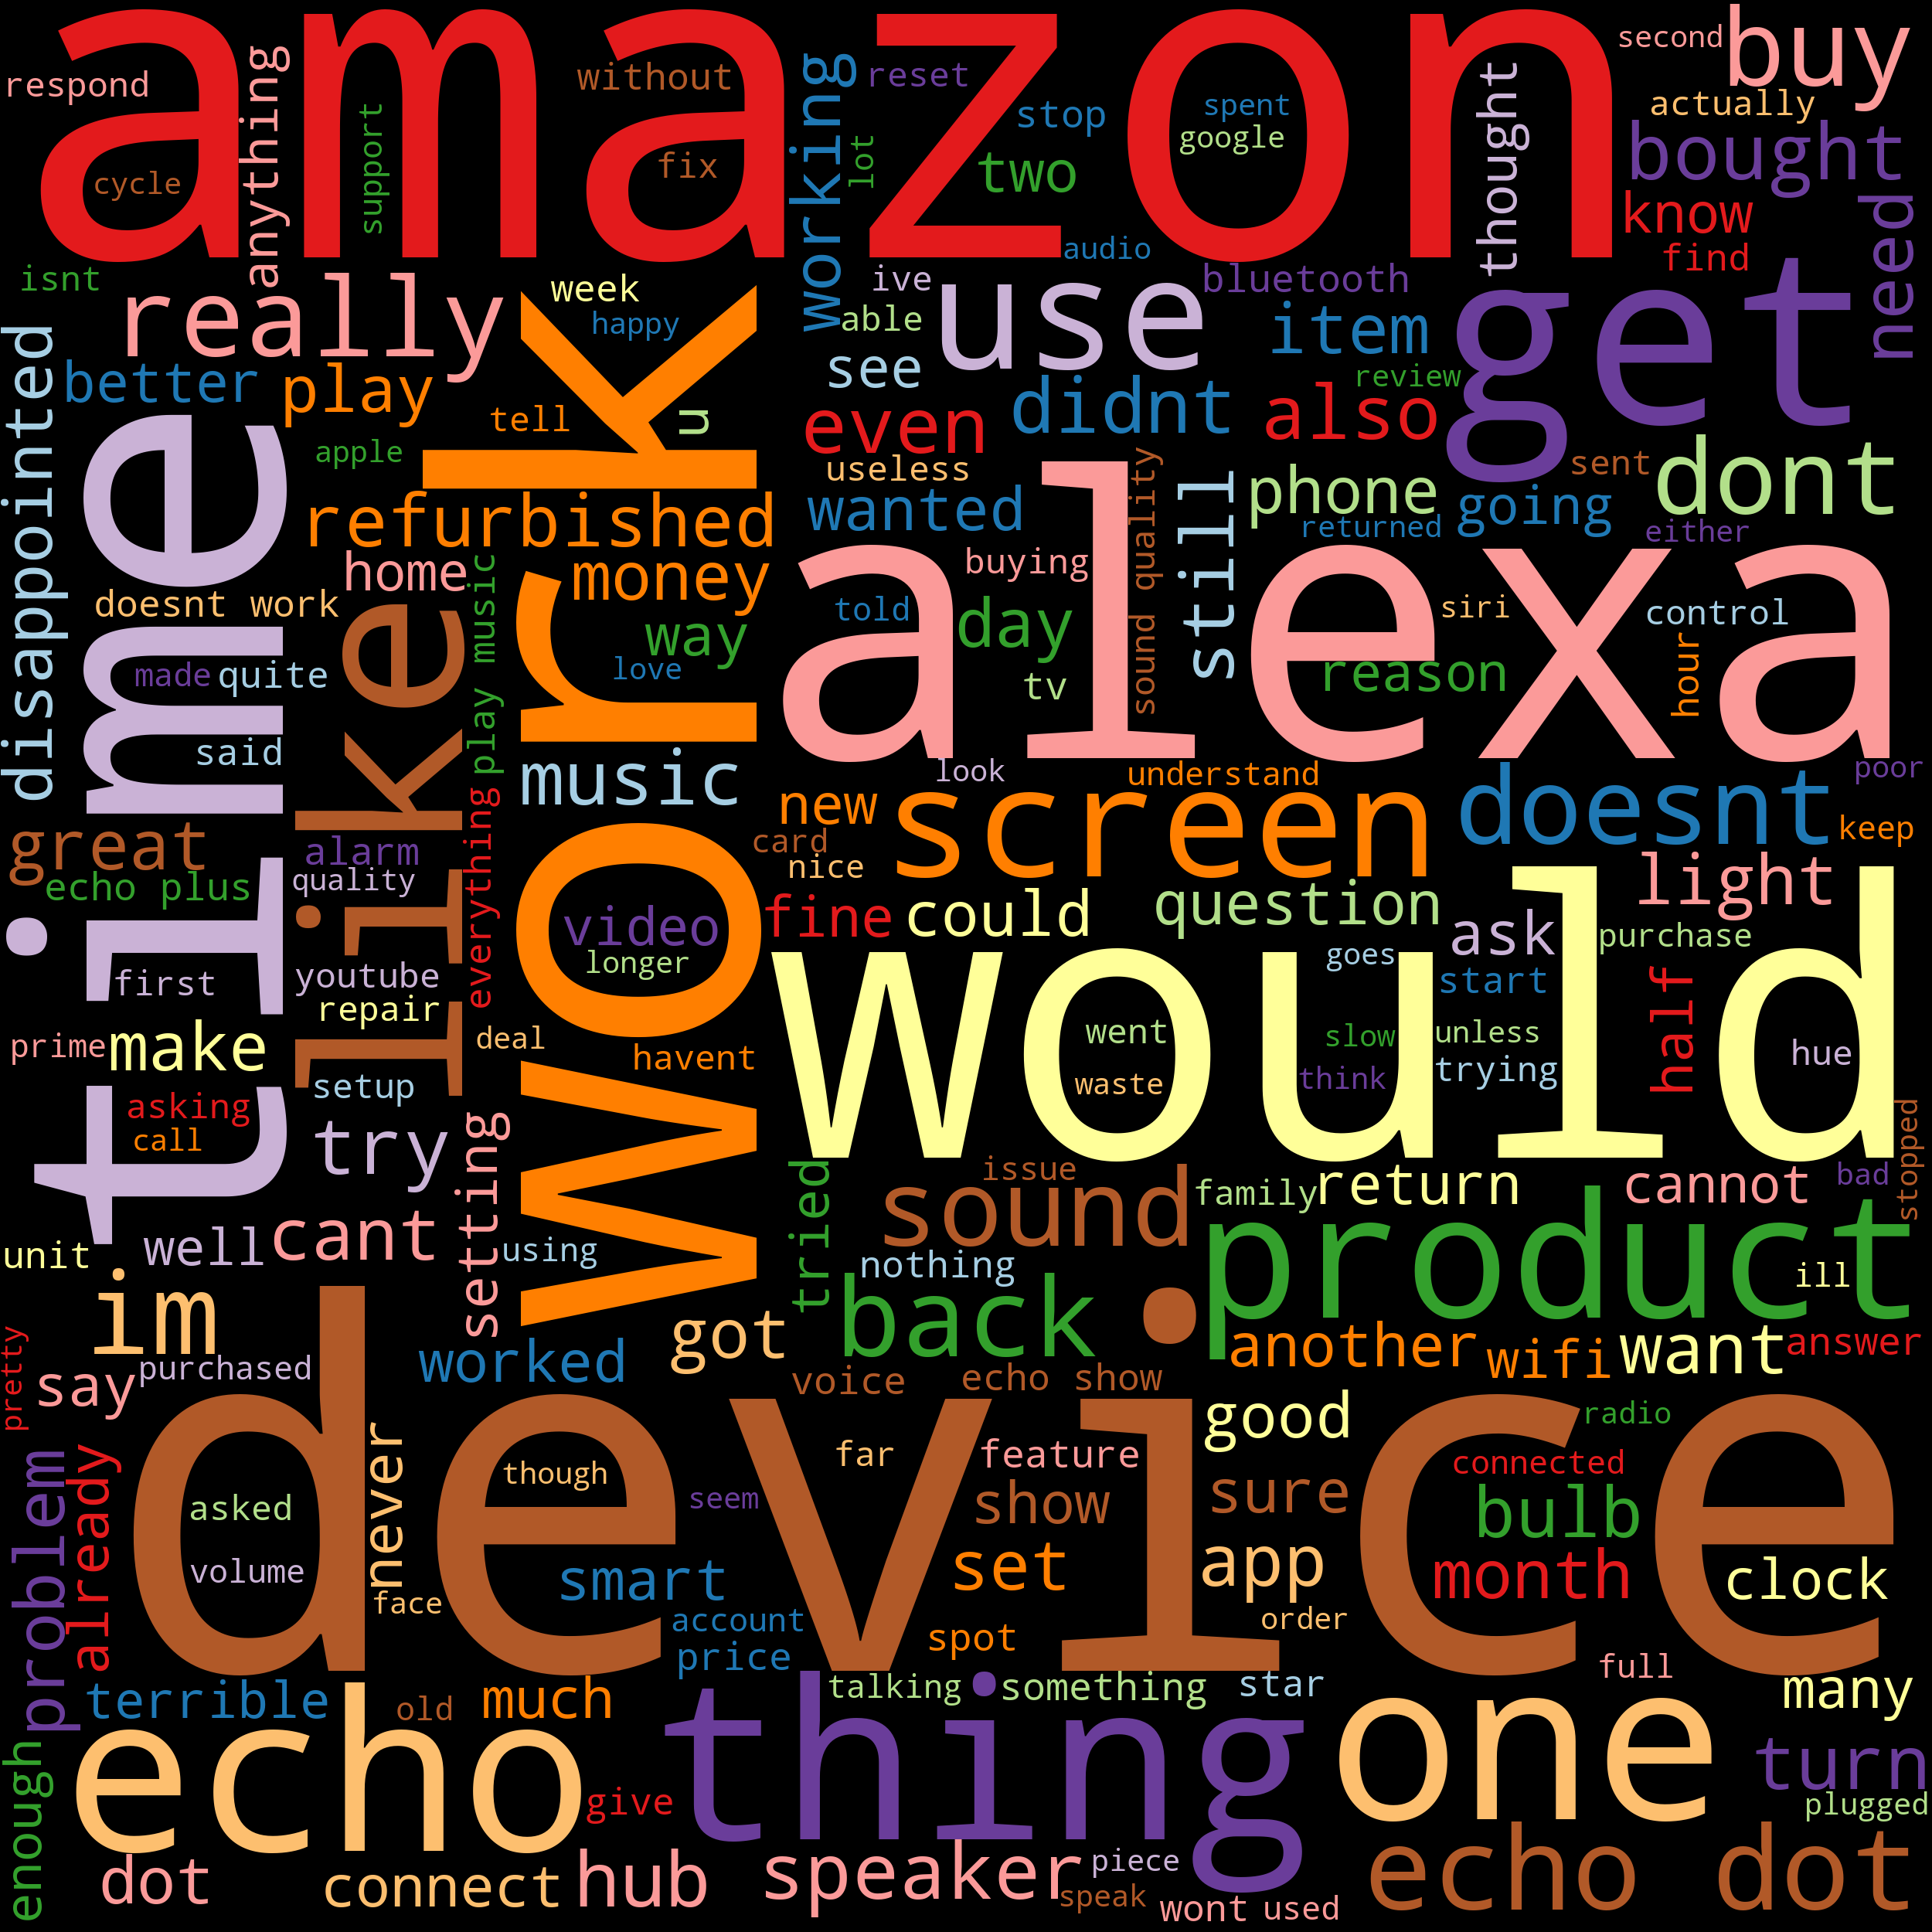 amazon
second
buy
respond
anything
support
without
working
reset
lot
stop
spent
google
thought
actually
bought
cycle
fix
two
know
need
find
audio
isnt
really
week
happy
ive
able
use
bluetooth
item
get
disappointed
better
play
tell
u
see
even
didnt
review
also
apple
useless
sound quality
still
phone
sent
dont
time
refurbished
work
wanted
going
returned
either
home
money
buying
alexa
doesnt work
like
play music
way
told
day
siri
control
made
quite
love
tv
reason
hour
said
music
look
understand
poor
great
alarm
everything
new
card
screen
doesnt
keep
echo plus
quality
nice
light
video
fine
could
question
ask
purchase
longer
would
goes
start
half
first
youtube
repair
prime
make
deal
havent
went
slow
unless
hue
setup
waste
think
trying
asking
call
try
setting
tried
issue
sound
family
return
cannot
bad
stopped
unit
well
cant
using
nothing
product
ill
im
back
got
another
wifi
want
answer
pretty
say
purchased
worked
voice
echo show
device
good
radio
problem
already
never
though
far
feature
connected
asked
seem
show
sure
bulb
volume
smart
set
app
month
clock
face
account
order
price
spot
full
terrible
old
much
talking
something
star
many
echo
thing
one
turn
enough
give
plugged
dot
connect
hub
speaker
piece
echo dot
speak
wont
used